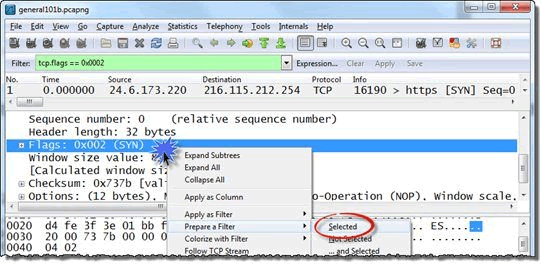 general101b.pcapng
File Edit View Go Capture Analyze Statistics Telephony Tools Internals Help
Filter: tcp.flags == 0x0002 Expression... Clear Apply Save
No. Time Source Destination Protocol Info
1 0.000000 24.6.173.220 216.115.212.254 TCP 16190 > https [SYN] Seq=0
Sequence number: 0 (relative sequence number)
Header length: 32 bytes
Flags: 0x002 (SYN)
Window size value:
[Calculated window siz
Checksum: 0x737b [valid
Options: (12 bytes), M o-Operation (NOP), Window scale,
Expand Subtrees
Expand All
Collapse All
Apply as Column
Apply as Filter
Prepare a Filter
Colorize with Filter
Follow TCP Stream
Selected
Not Selected
... and Selected
0020 d4 fe 3f 3e 01 bb f ES.....
0030 20 00 73 7b 00 00 0
0040 04 02